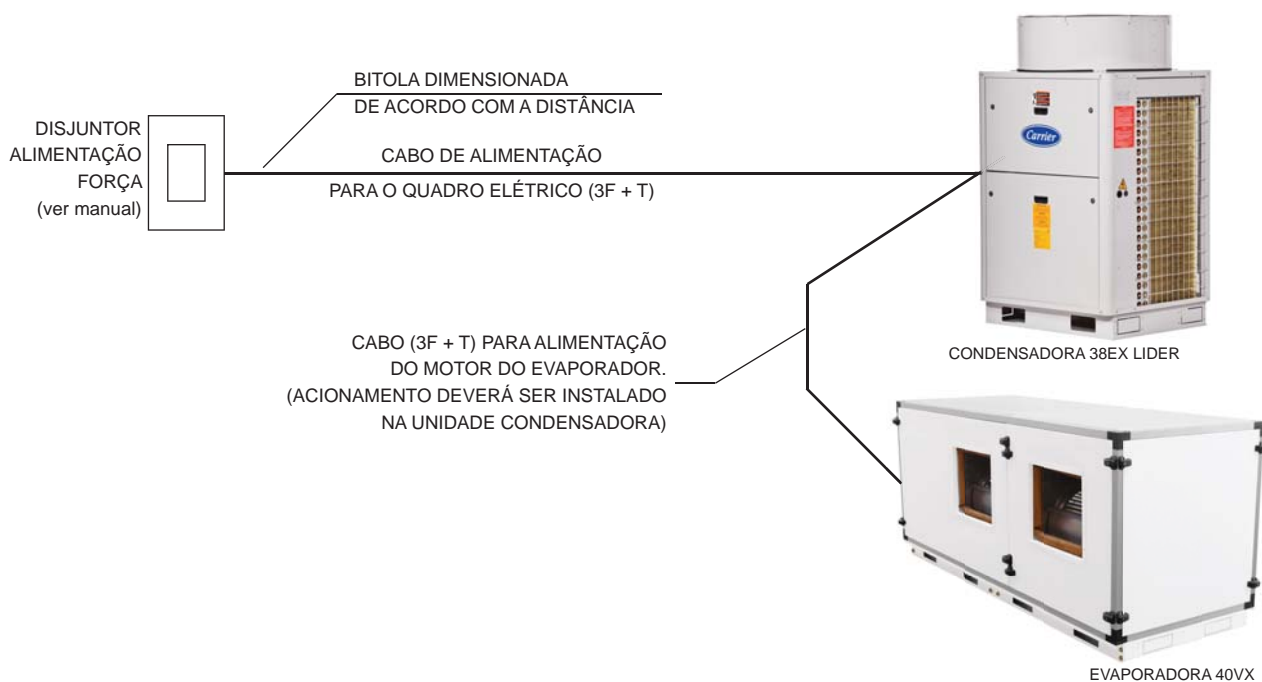 BITOLA DIMENSIONADA
DE ACORDO COM A DISTÂNCIA
DISJUNTOR
ALIMENTAÇÃO
FORÇA
(ver manual)
CABO DE ALIMENTAÇÃO
PARA O QUADRO ELÉTRICO (3F + T)
Carrier
CONDENSADORA 38EX LIDER
CABO (3F + T) PARA ALIMENTAÇÃO
DO MOTOR DO EVAPORADOR.
(ACIONAMENTO DEVERÁ SER INSTALADO
NA UNIDADE CONDENSADORA)
EVAPORADORA 40VX